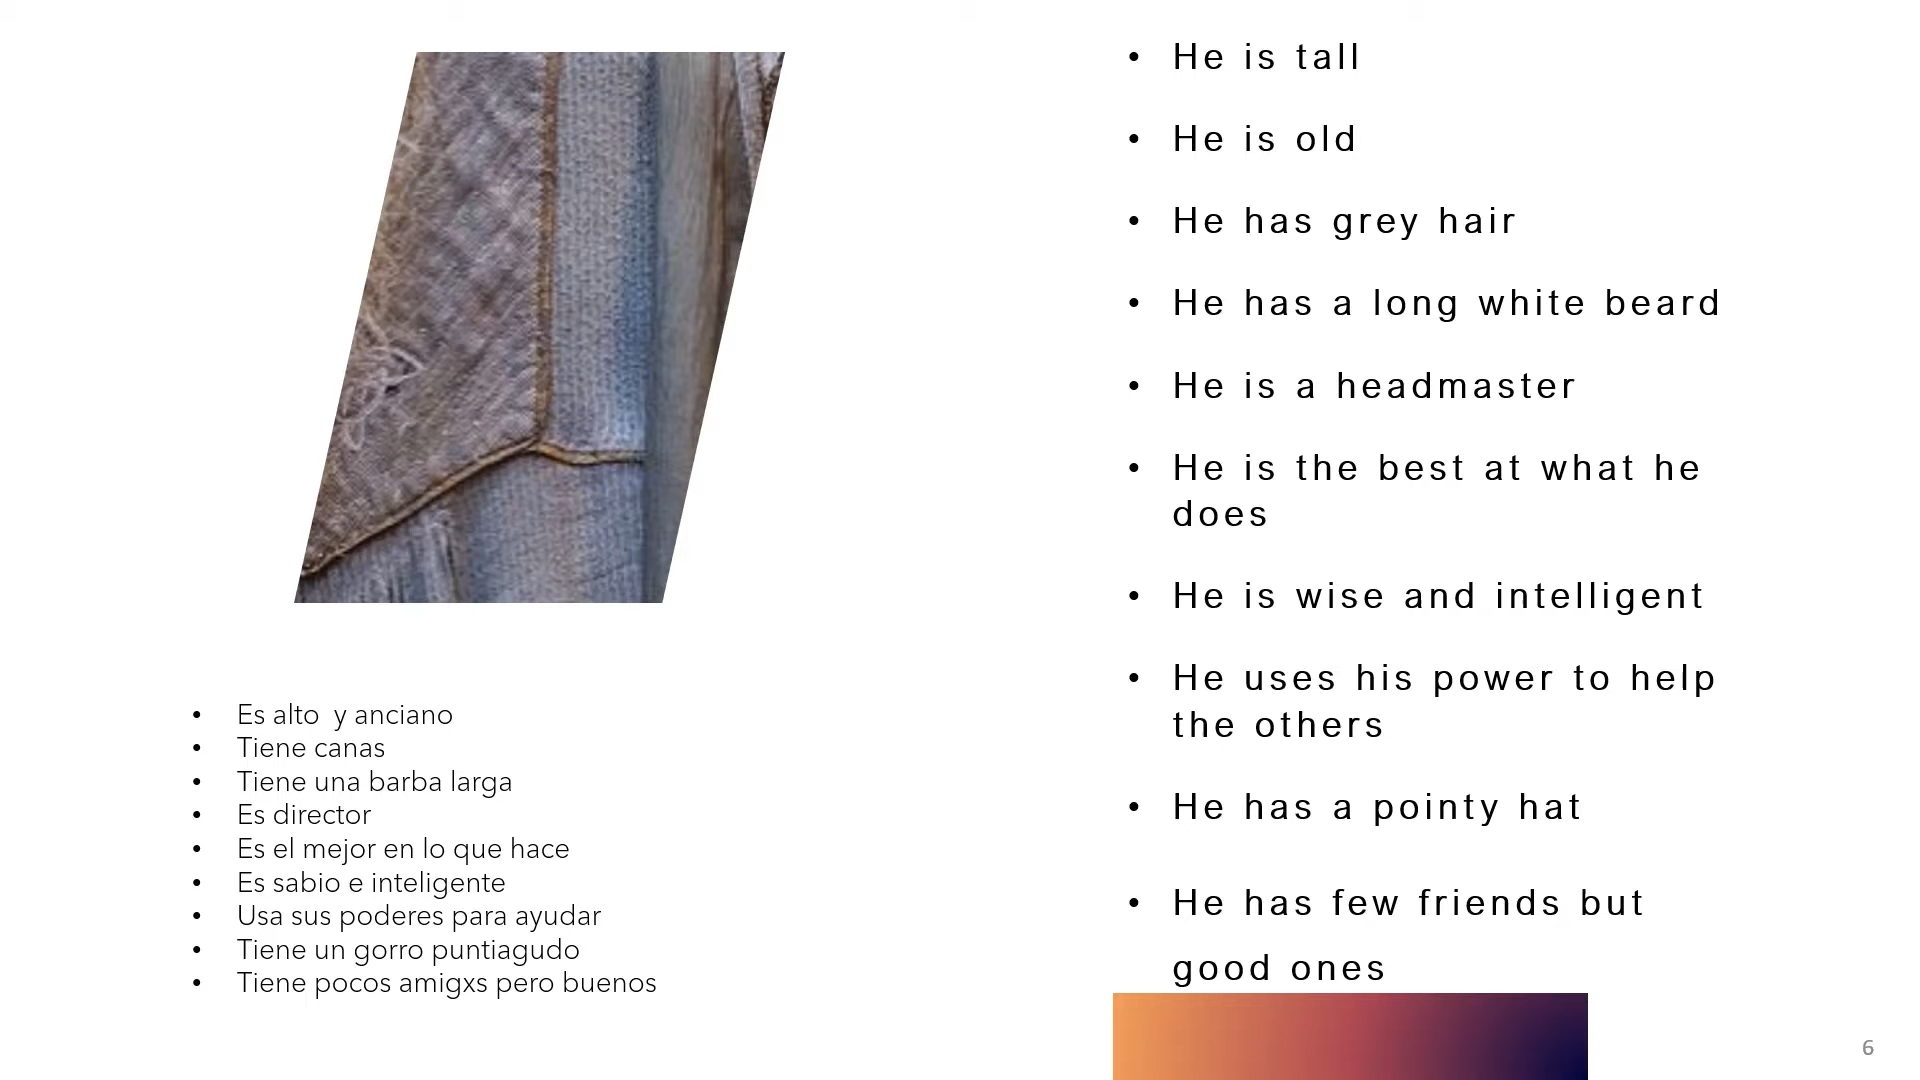 • He is tall
• He is old
• He has grey hair
• He has a long white beard
• He is a headmaster
• He is the best at what he
does
• He is wise and intelligent
• He uses his power to help
the others
• He has a pointy hat
• He has few friends but
good ones
• Es alto  y anciano
• Tiene canas
• Tiene una barba larga
• Es director
• Es el mejor en lo que hace
• Es sabio e inteligente
• Usa sus poderes para ayudar
• Tiene un gorro puntiagudo
• Tiene pocos amigxs pero buenos
6